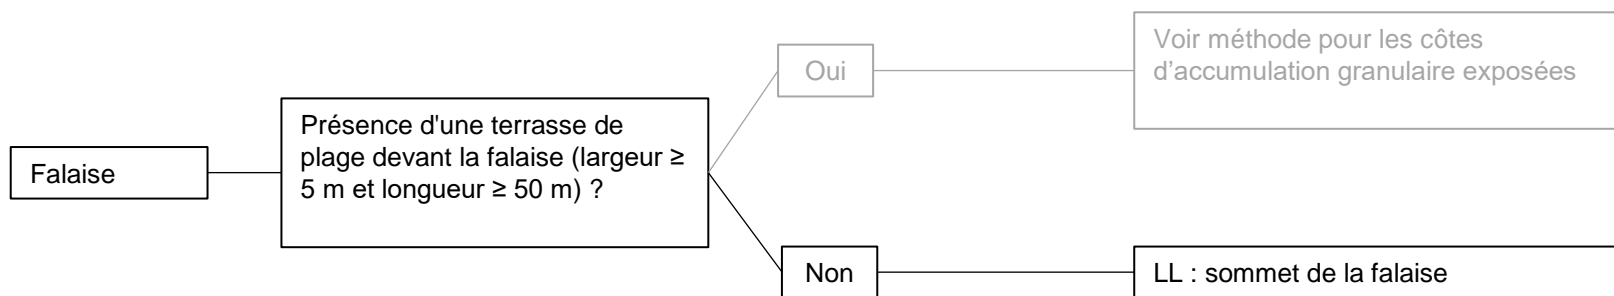 Falaise
Présence d'une terrasse de
plage devant la falaise (largeur ≥
5 m et longueur ≥ 50 m) ?
Oui
Voir méthode pour les côtes
d’accumulation granulaire exposées
Non
LL : sommet de la falaise